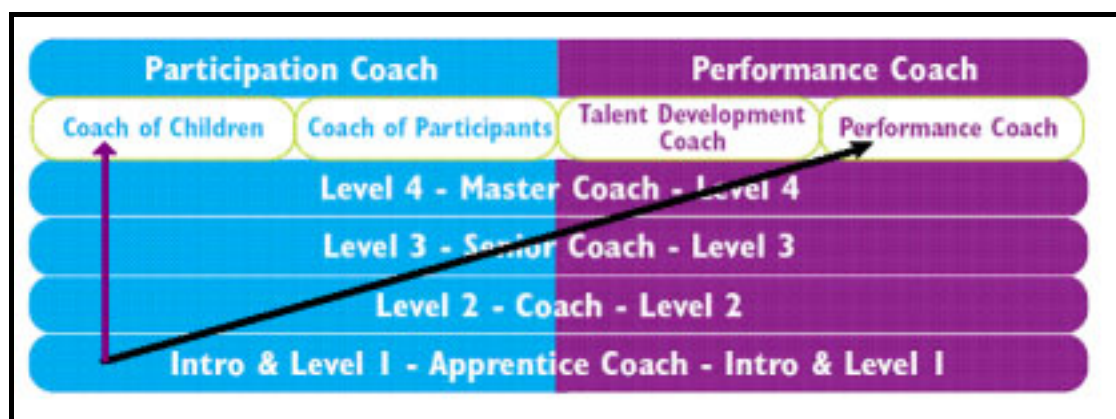 Participation Coach
Performance Coach
Coach of Children
Coach of Participants
Talent Development
Coach
Performance Coach
Level 4 - Master Coach - Level 4
Level 3 - Senior Coach - Level 3
Level 2 - Coach - Level 2
Intro & Level 1 - Apprentice Coach - Intro & Level 1